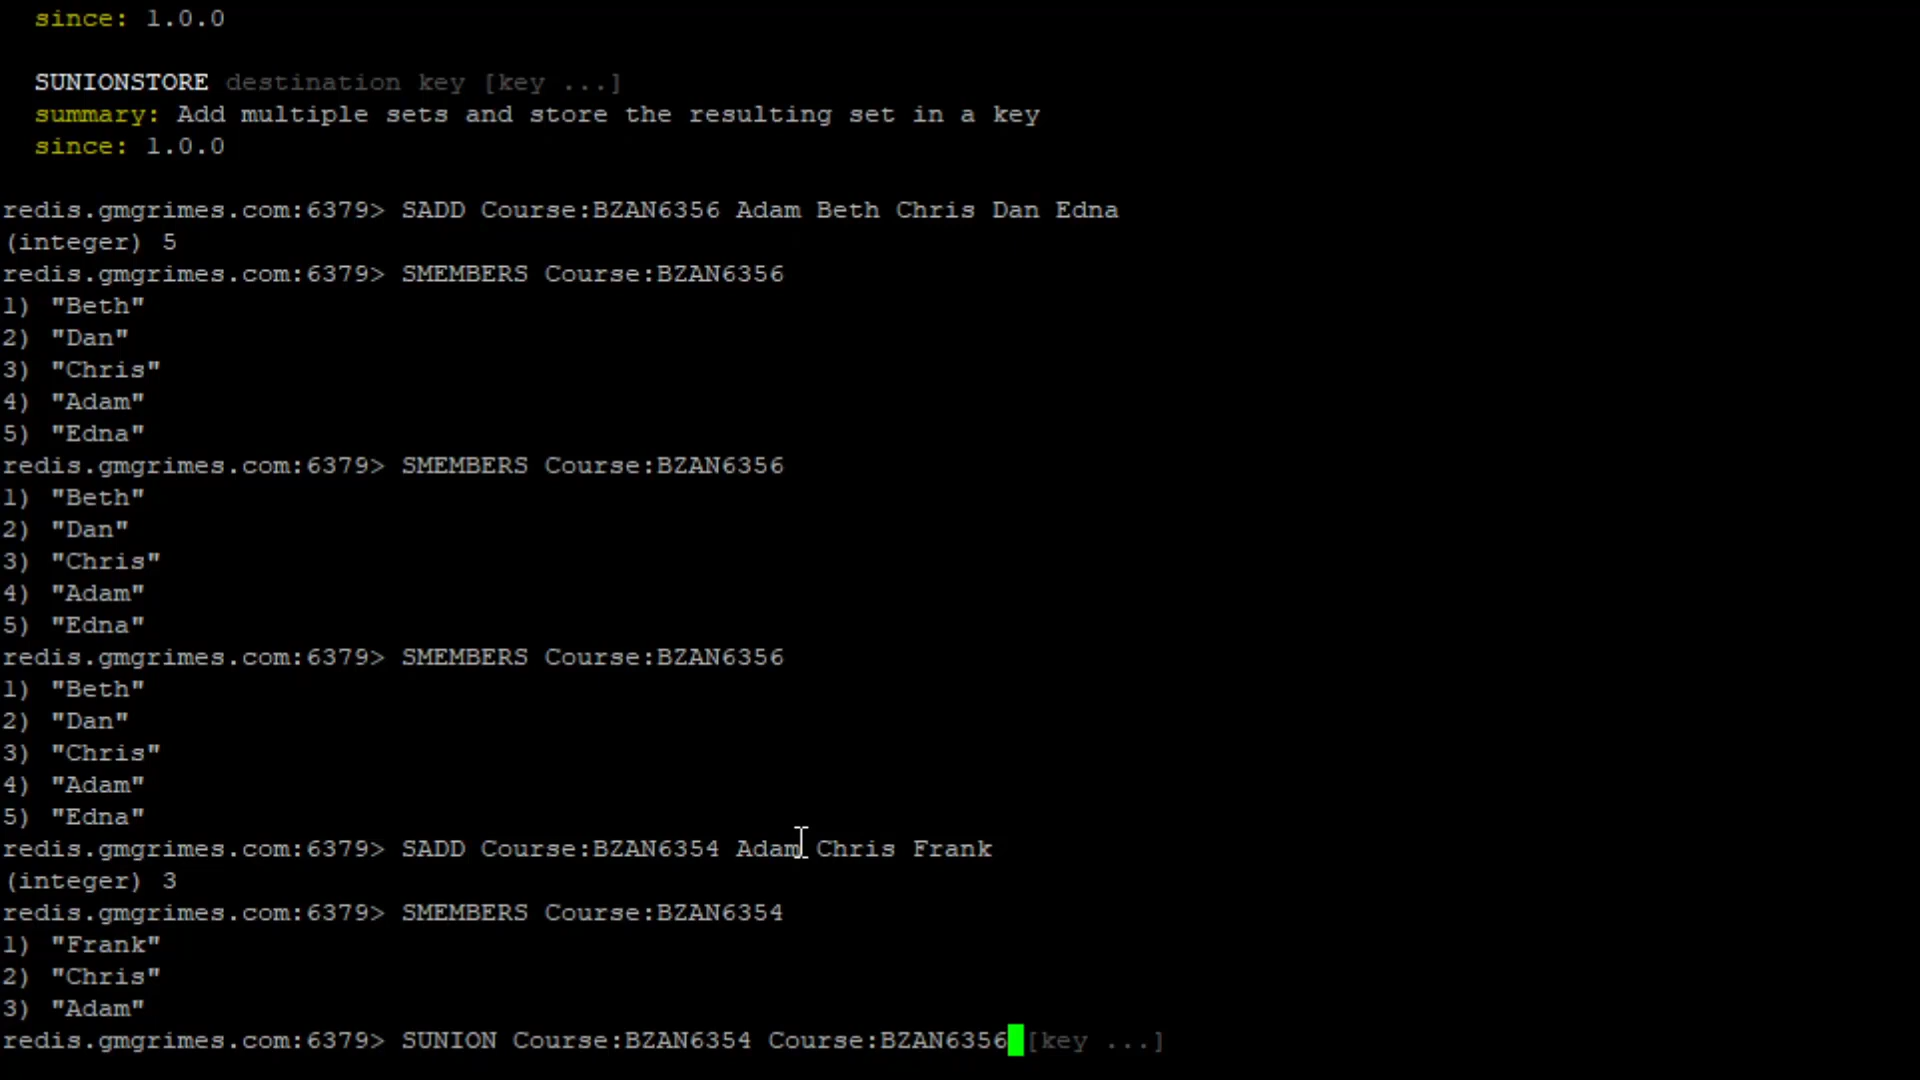 since: 1.0.0
SUNIONSTORE destination key [key ...]
summary: Add multiple sets and store the resulting set in a key
since: 1.0.0
redis.gmgrimes.com:6379> SADD Course:BZAN6356 Adam Beth Chris Dan Edna
(integer) 5
redis.gmgrimes.com:6379> SMEMBERS Course:BZAN6356
1) "Beth"
2) "Dan"
3) "Chris"
4) "Adam"
5) "Edna"
redis.gmgrimes.com:6379> SMEMBERS Course:BZAN6356
1) "Beth"
2) "Dan"
3) "Chris"
4) "Adam"
5) "Edna"
redis.gmgrimes.com:6379> SMEMBERS Course:BZAN6356
1) "Beth"
2) "Dan"
3) "Chris"
4) "Adam"
5) "Edna"
redis.gmgrimes.com:6379> SADD Course:BZAN6354 Adam Chris Frank
(integer) 3
redis.gmgrimes.com:6379> SMEMBERS Course:BZAN6354
1) "Frank"
2) "Chris"
3) "Adam"
redis.gmgrimes.com:6379> SUNION Course:BZAN6354 Course:BZAN6356 [key ...]